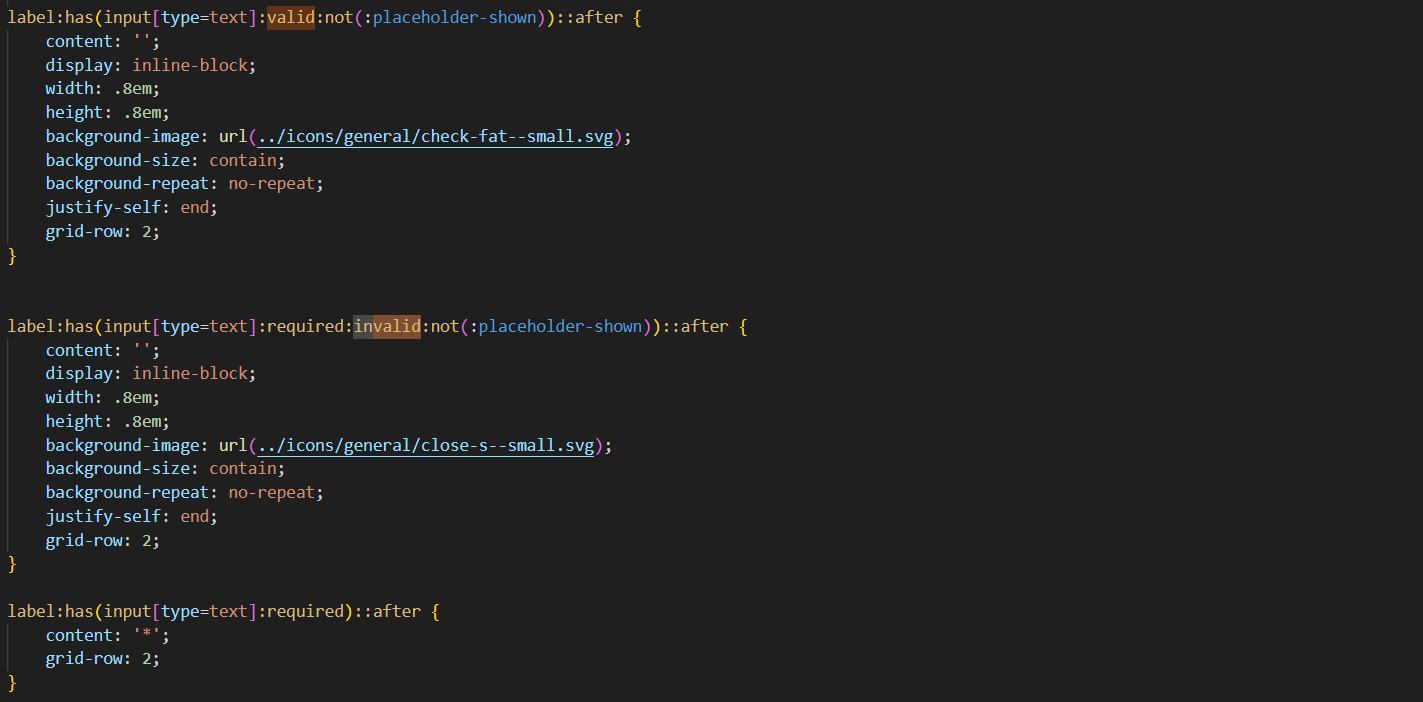 label:has(input[type=text]:valid:not(:placeholder-shown))::after {
    content: '';
    display: inline-block;
    width: .8em;
    height: .8em;
    background-image: url(../icons/general/check-fat--small.svg);
    background-size: contain;
    background-repeat: no-repeat;
    justify-self: end;
    grid-row: 2;
}
label:has(input[type=text]:required:invalid:not(:placeholder-shown))::after {
    content: '';
    display: inline-block;
    width: .8em;
    height: .8em;
    background-image: url(../icons/general/close-s--small.svg);
    background-size: contain;
    background-repeat: no-repeat;
    justify-self: end;
    grid-row: 2;
}
label:has(input[type=text]:required)::after {
    content: '*';
    grid-row: 2;
}